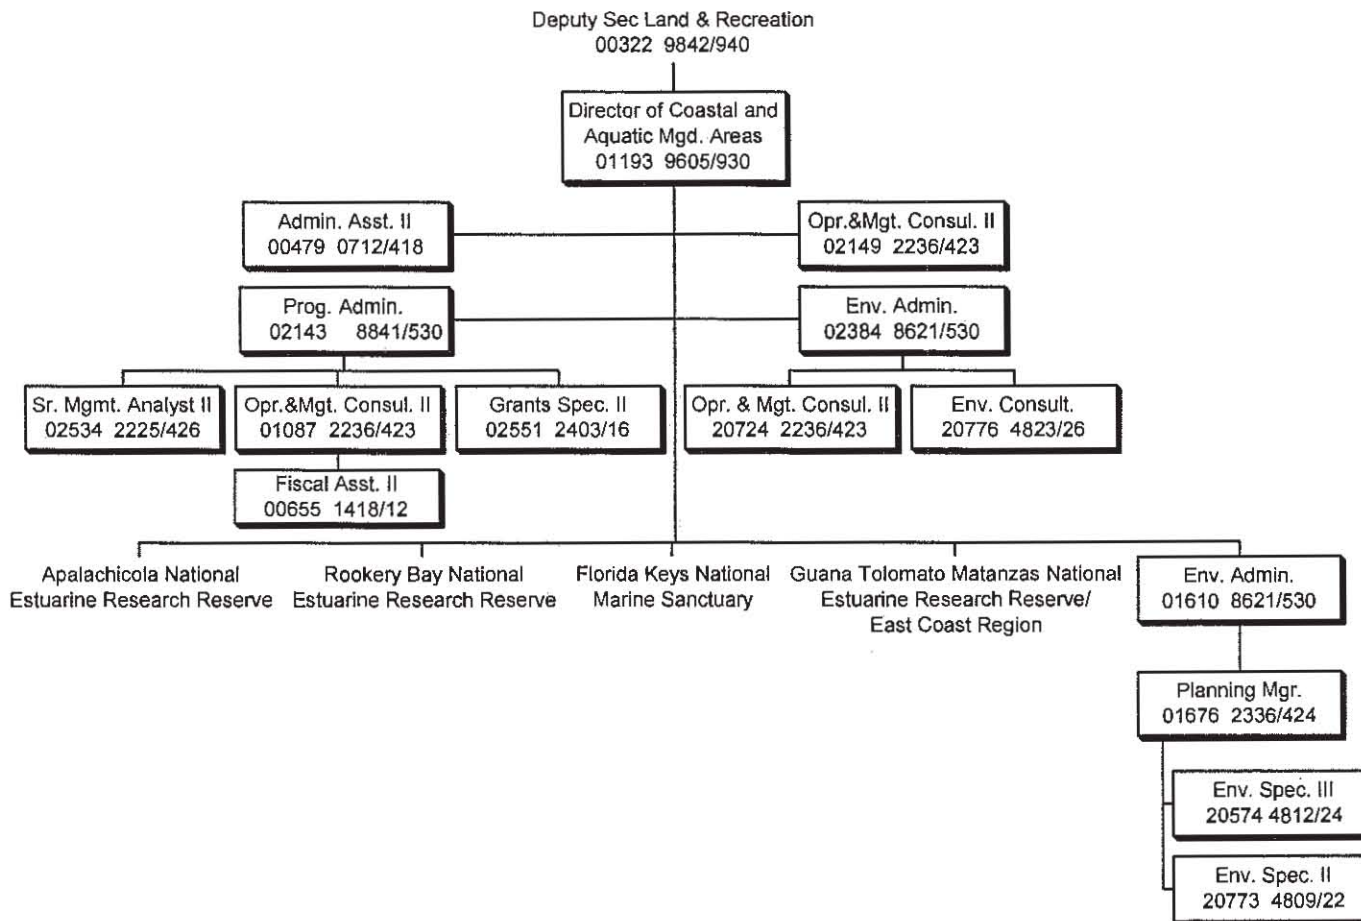 Deputy Sec Land & Recreation
00322 9842/940
Director of Coastal and
Aquatic Mgd. Areas
01193 9605/930
Admin. Asst. II
00479 0712/418
Opr.&Mgt. Consul. II
02149 2236/423
Prog. Admin.
02143 8841/530
Env. Admin.
02384 8621/530
Sr. Mgmt. Analyst II
02534 2225/426
Opr.&Mgt. Consul. II
01087 2236/423
Grants Spec. II
02551 2403/16
Opr. & Mgt. Consul. II
20724 2236/423
Env. Consult.
20776 4823/26
Fiscal Asst. II
00655 1418/12
Apalachicola National
Estuarine Research Reserve
Rookery Bay National
Estuarine Research Reserve
Florida Keys National
Marine Sanctuary
Guana Tolomato Matanzas National
Estuarine Research Reserve/
East Coast Region
Env. Admin.
01610 8621/530
Planning Mgr.
01676 2336/424
Env. Spec. III
20574 4812/24
Env. Spec. II
20773 4809/22